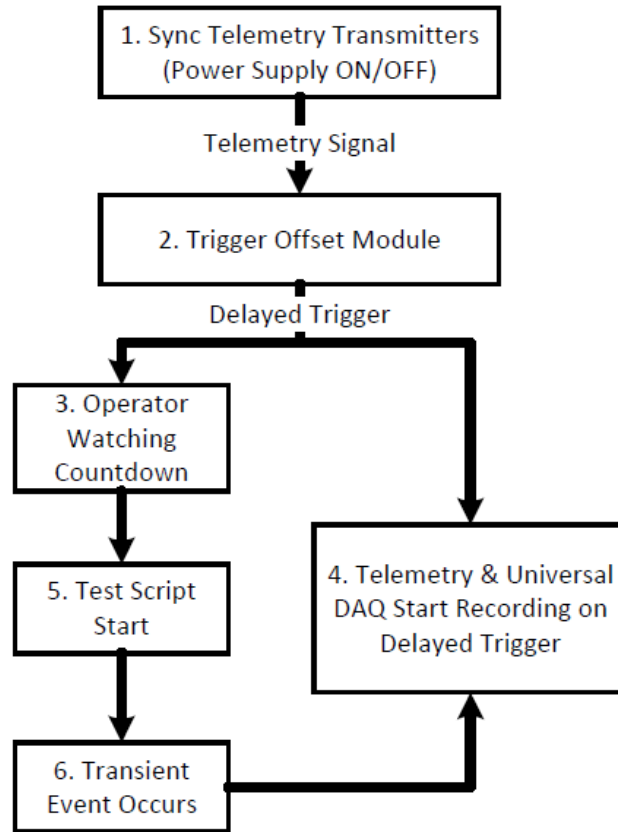 1. Sync Telemetry Transmitters
(Power Supply ON/OFF)
Telemetry Signal
2. Trigger Offset Module
Delayed Trigger
3. Operator
Watching
Countdown
4. Telemetry & Universal
DAQ Start Recording on
Delayed Trigger
5. Test Script
Start
6. Transient
Event Occurs